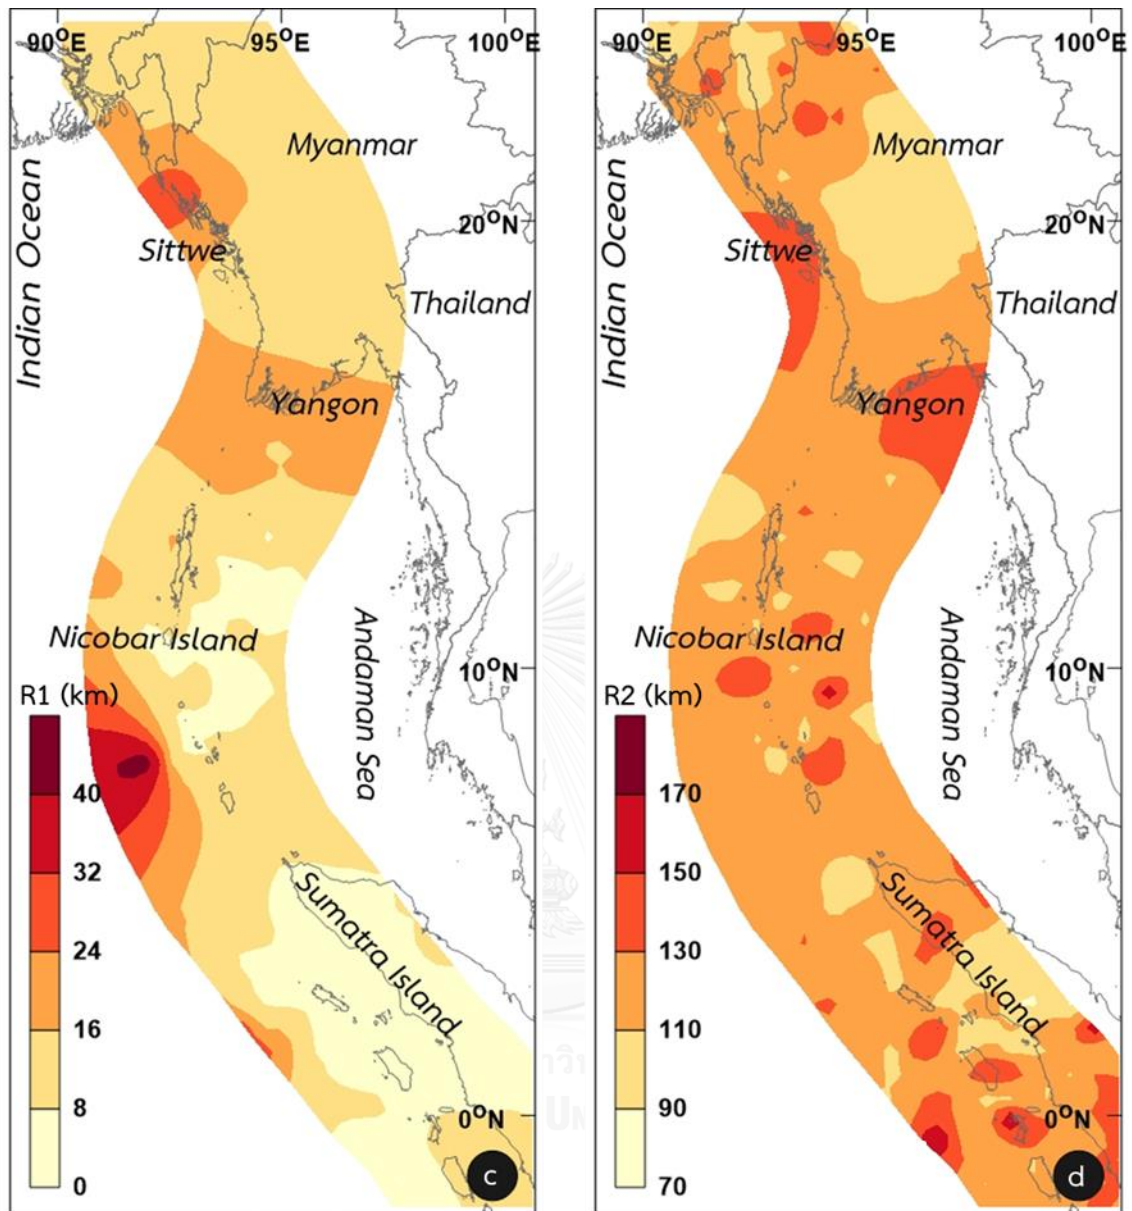 90°E
95°E
100°E
Myanmar
20°N
Sittwe
Indian Ocean
Thailand
Yangon
Nicobar Island
10°N
Andaman Sea
R1 (km)
40
32
24
16
8
0
Sumatra Island
0°N
c
90°E
95°E
100°E
Myanmar
20°N
Sittwe
Indian Ocean
Thailand
Yangon
Nicobar Island
10°N
Andaman Sea
R2 (km)
170
150
130
110
90
70
Sumatra Island
0°N
d